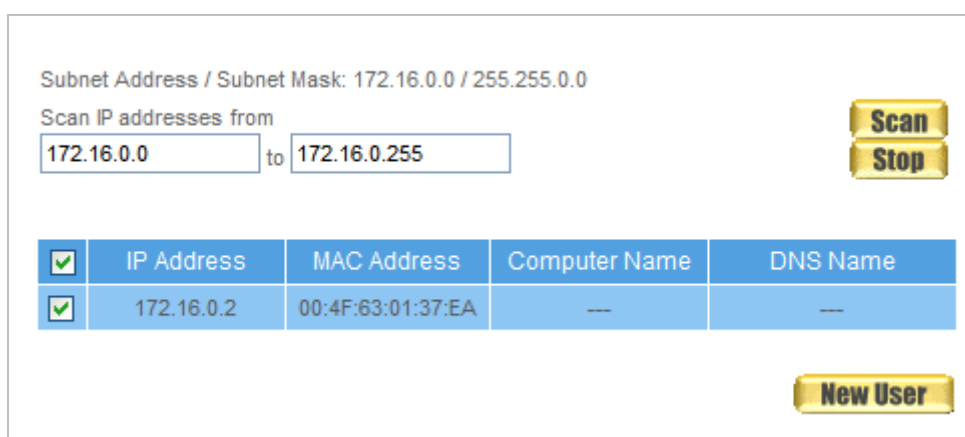 Subnet Address / Subnet Mask: 172.16.0.0 / 255.255.0.0
Scan IP addresses from
172.16.0.0 to 172.16.0.255
Scan
Stop
IP Address MAC Address Computer Name DNS Name
172.16.0.2 00:4F:63:01:37:EA --- ---
New User